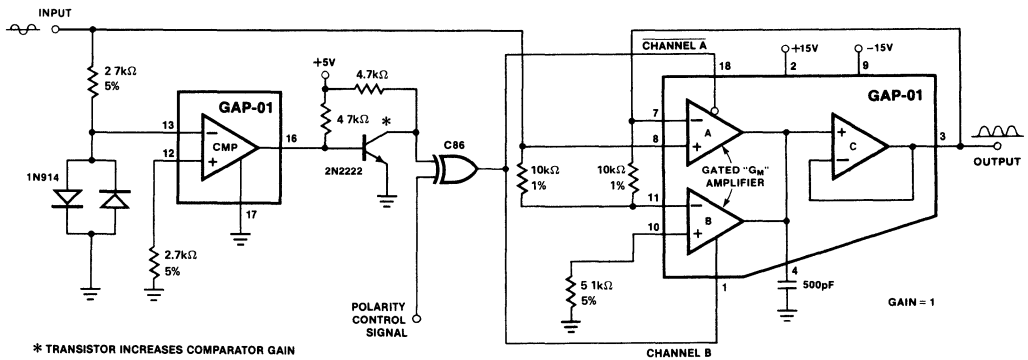 INPUT
2 7kΩ
5%
GAP-01
13
12
CMP
16
17
1N914
2.7kΩ
5%
+5V
4.7kΩ
4 7kΩ
*
2N2222
C86
POLARITY
CONTROL
SIGNAL
CHANNEL A
18
+15V
2
-15V
9
GAP-01
7
8
A
10kΩ
1%
10kΩ
1%
GATED "GM"
AMPLIFIER
11
10
B
C
3
OUTPUT
5 1kΩ
5%
1
4
500pF
GAIN = 1
CHANNEL B
* TRANSISTOR INCREASES COMPARATOR GAIN